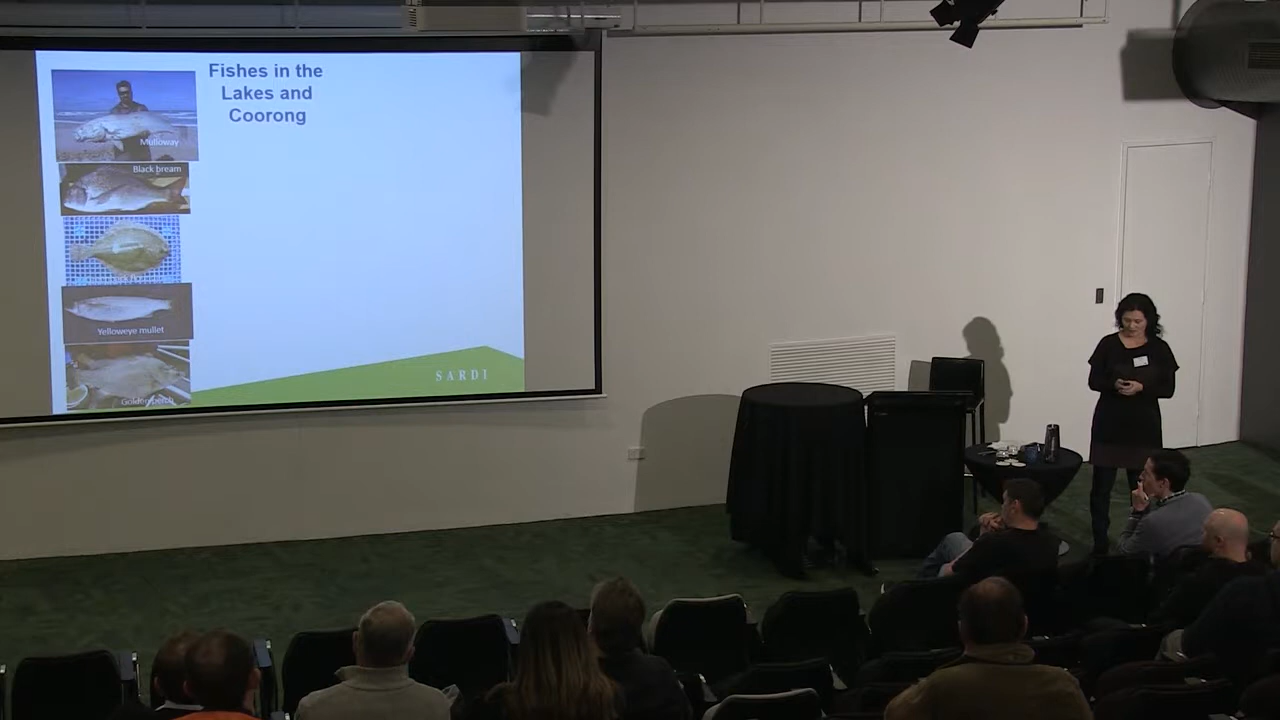 Fishes in the
Lakes and
Coorong
Mulloway
Black bream
Yelloweye mullet
Golden perch
SARDI